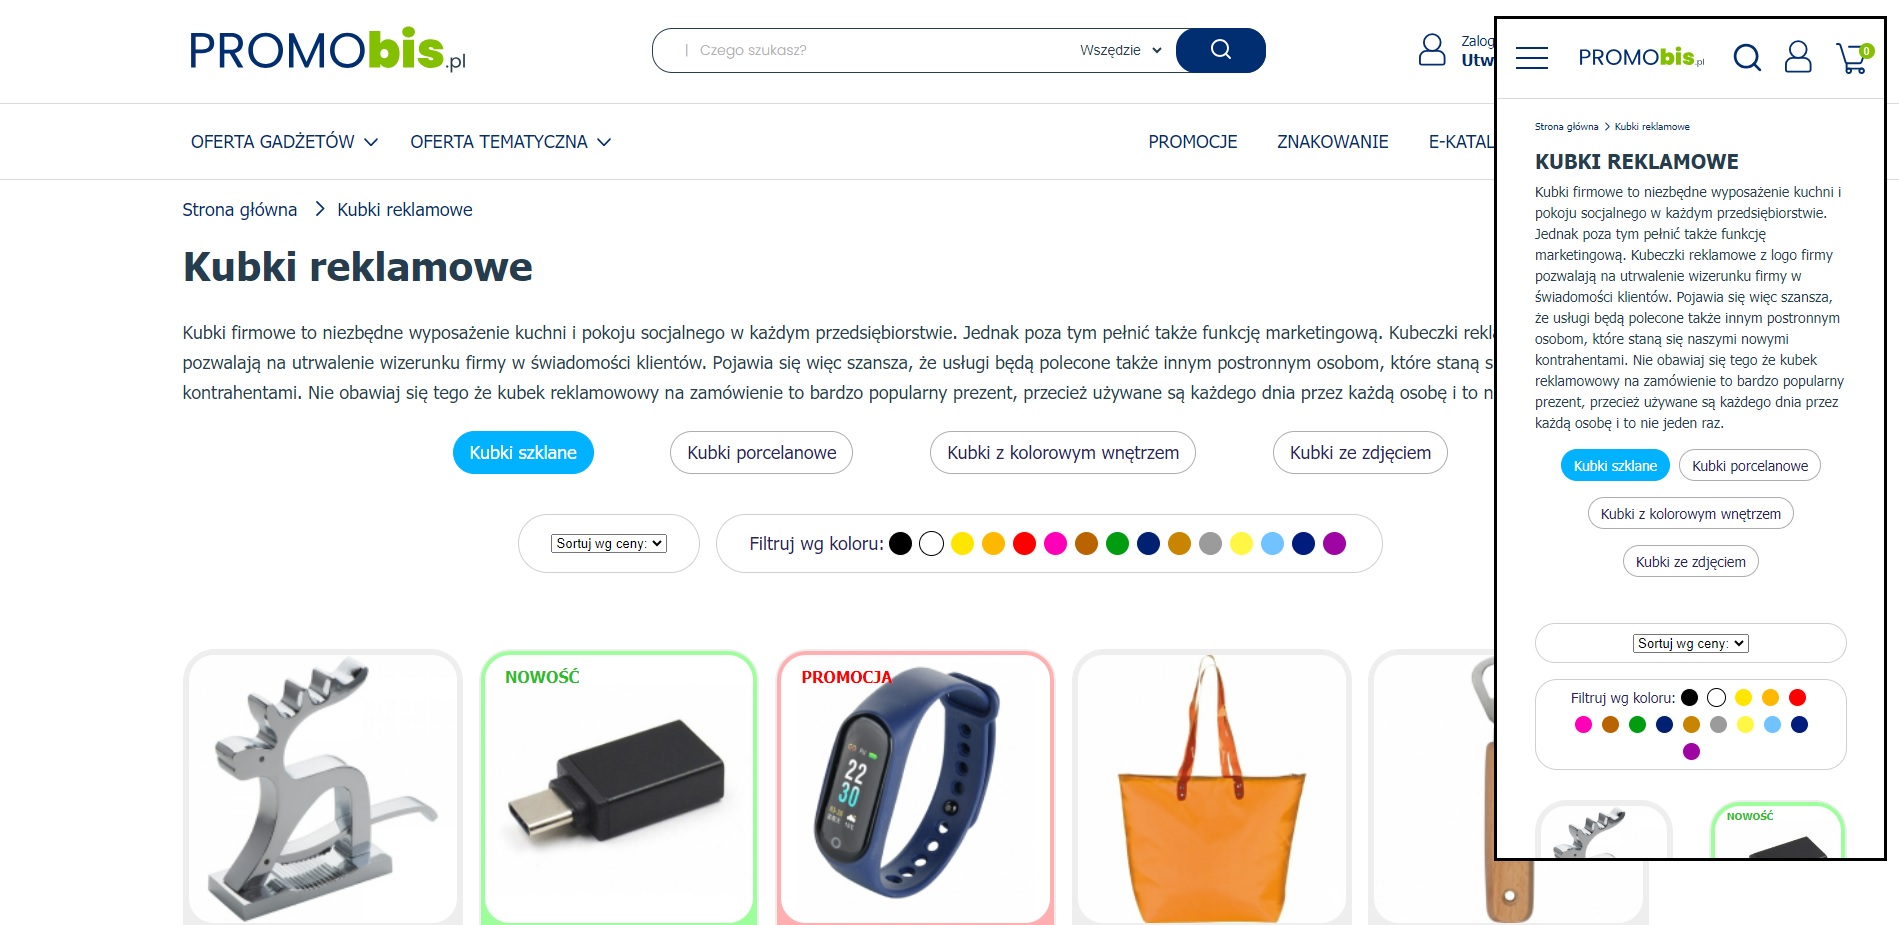 PROMObis.pl
Czego szukasz?
Wszędzie
Zalog
Utw
OFERTA GADŻETÓW
OFERTA TEMATYCZNA
PROMOCJE
ZNAKOWANIE
E-KATAL
Strona główna > Kubki reklamowe
Kubki reklamowe
Kubki firmowe to niezbędne wyposażenie kuchni i pokoju socjalnego w każdym przedsiębiorstwie. Jednak poza tym pełnić także funkcję marketingową. Kubeczki rekl
pozwalają na utrwalenie wizerunku firmy w świadomości klientów. Pojawia się więc szansza, że usługi będą polecone także innym postronnym osobom, które staną s
kontrahentami. Nie obawiaj się tego że kubek reklamowowy na zamówienie to bardzo popularny prezent, przecież używane są każdego dnia przez każdą osobę i to n
Kubki szklane
Kubki porcelanowe
Kubki z kolorowym wnętrzem
Kubki ze zdjęciem
Sortuj wg ceny:
Filtruj wg koloru:
NOWOŚĆ
PROMOCJA
22
30
PROMObis.pl
0
Strona główna > Kubki reklamowe
KUBKI REKLAMOWE
Kubki firmowe to niezbędne wyposażenie kuchni i
pokoju socjalnego w każdym przedsiębiorstwie.
Jednak poza tym pełnić także funkcję
marketingową. Kubeczki reklamowe z logo firmy
pozwalają na utrwalenie wizerunku firmy w
świadomości klientów. Pojawia się więc szansza,
że usługi będą polecone także innym postronnym
osobom, które staną się naszymi nowymi
kontrahentami. Nie obawiaj się tego że kubek
reklamowowy na zamówienie to bardzo popularny
prezent, przecież używane są każdego dnia przez
każdą osobę i to nie jeden raz.
Kubki szklane
Kubki porcelanowe
Kubki z kolorowym wnętrzem
Kubki ze zdjęciem
Sortuj wg ceny:
Filtruj wg koloru:
NOWOŚĆ